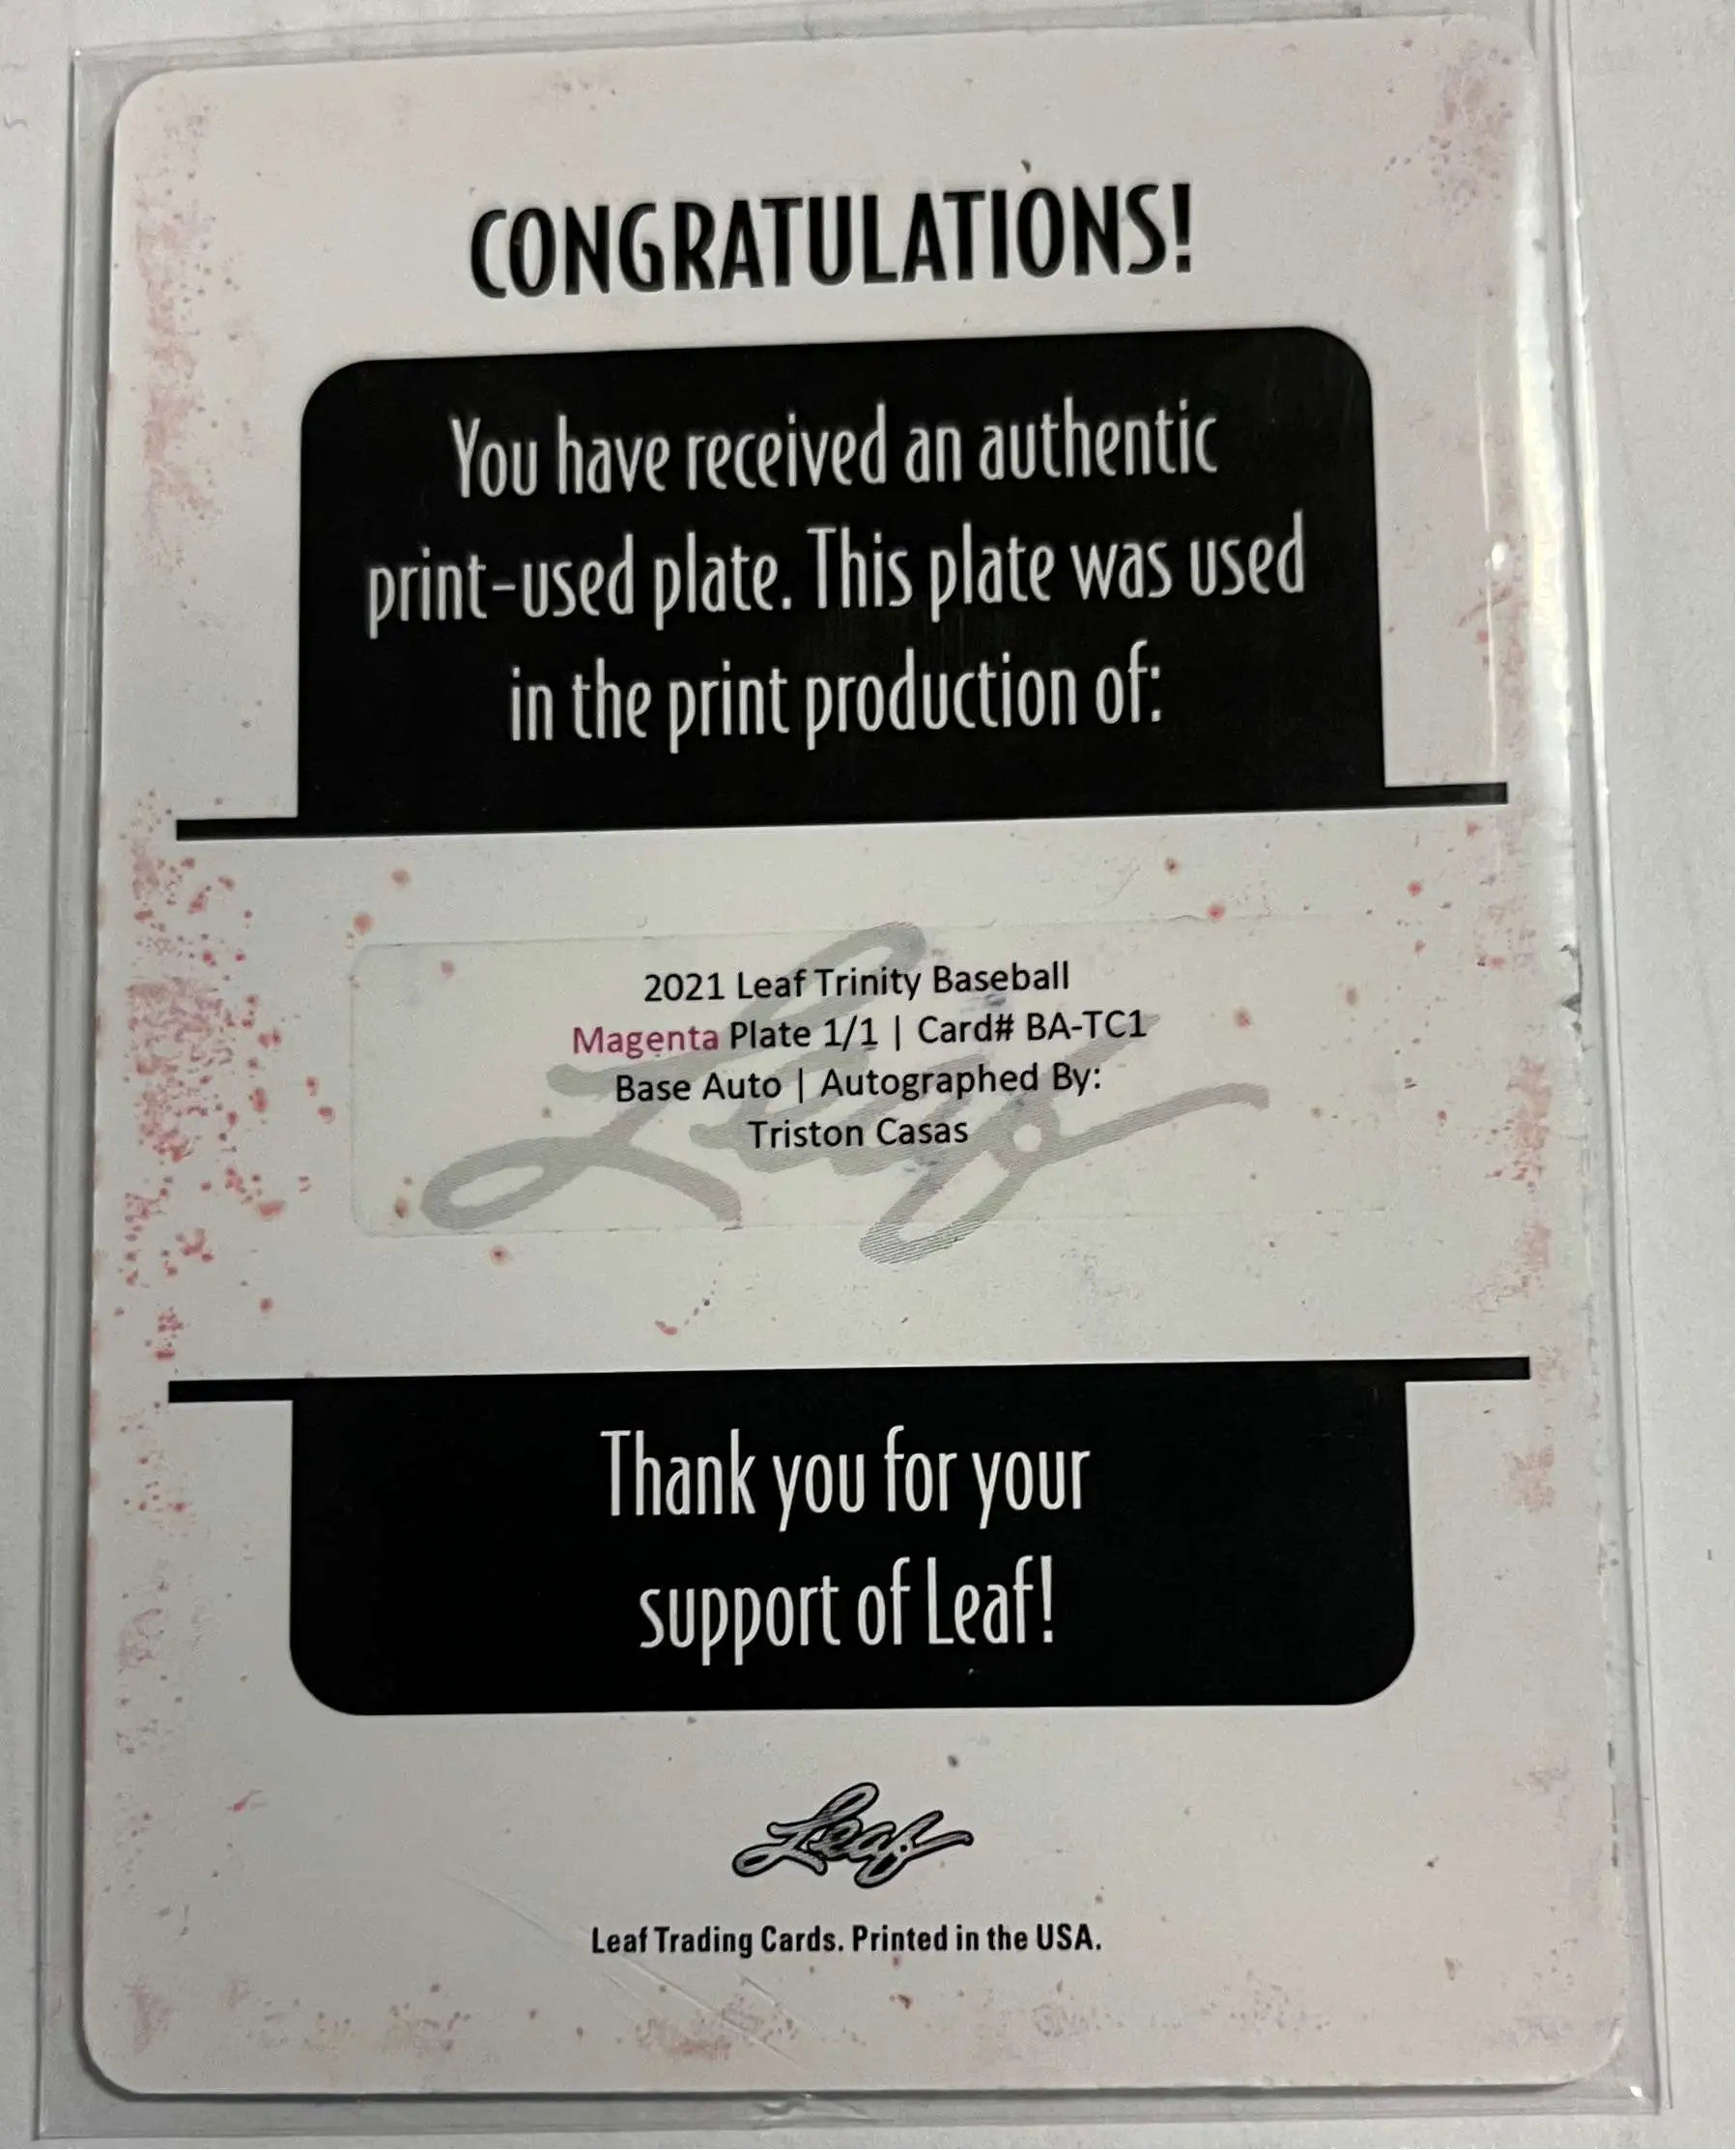 CONGRATULATIONS!
You have received an authentic
print-used plate. This plate was used
in the print production of:
Leaf
2021 Leaf Trinity Baseball
Magenta Plate 1/1 | Card# BA-TC1
Base Auto | Autographed By:
Triston Casas
Thank you for your
support of Leaf!
Leaf
Leaf Trading Cards. Printed in the USA.